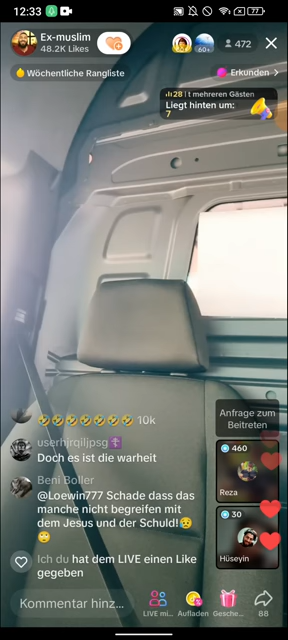 12:33
77
Ex-muslim
48.2K Likes
60+
472
Wöchentliche Rangliste
Erkunden >
28 | t mehreren Gästen
Liegt hinten um:
7
10k
Anfrage zum
Beitreten
userhjrqiljpsg
Doch es ist die warheit
460
Reza
Beni Boller
@Loewin777 Schade dass das
manche nicht begreifen mit
dem Jesus und der Schuld!
30
Hüseyin
Ich du hat dem LIVE einen Like
gegeben
Kommentar hinz...
LIVE mi...
Aufladen
Gesche...
88